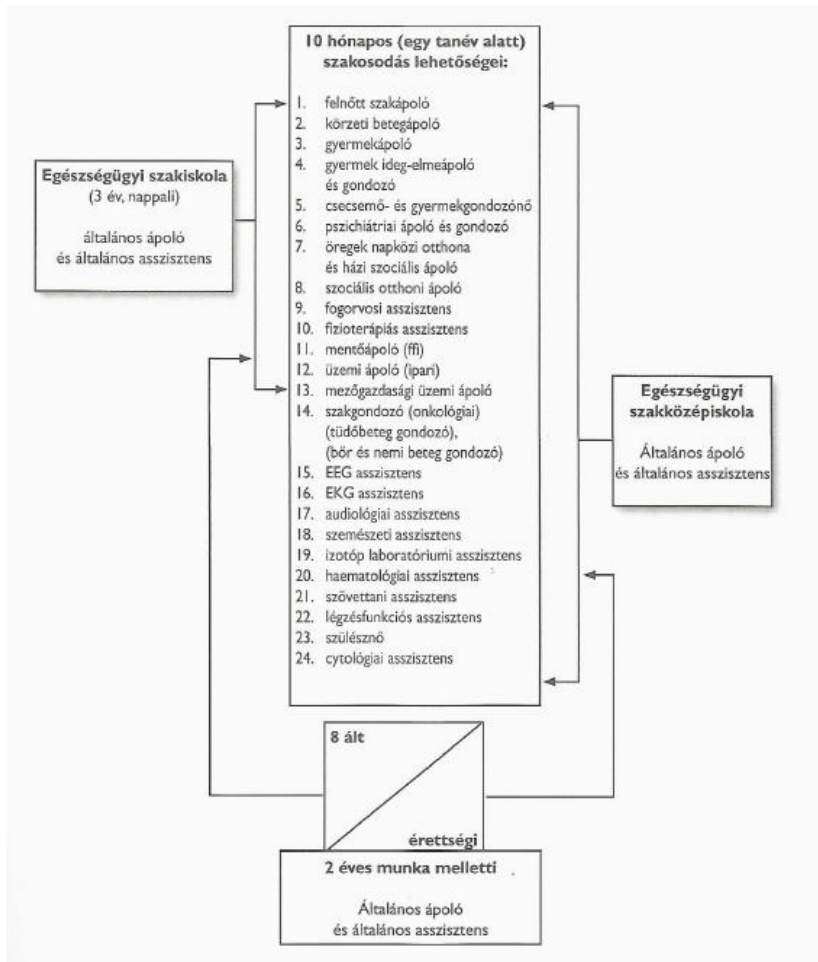 10 hónapos (egy tanév alatt)
szakosodás lehetőségei:
1. felnőtt szakápoló
2. körzeti betegápoló
3. gyermekápoló
4. gyermek ideg-elmeápoló
és gondozó
5. csecsemő- és gyermekgondozónő
6. pszichiátriai ápoló és gondozó
7. öregek napközi otthona
és házi szociális ápoló
8. szociális otthoni ápoló
9. fogorvosi asszisztens
10. fizioterápiás asszisztens
11. mentőápoló (ffi)
12. üzemi ápoló (ipari)
13. mezőgazdasági üzemi ápoló
14. szakgondozó (onkológiai)
(tüdőbeteg gondozó),
(bőr és nemi beteg gondozó)
15. EEG asszisztens
16. EKG asszisztens
17. audiológiai asszisztens
18. szemészeti asszisztens
19. izotóp laboratóriumi asszisztens
20. haematológiai asszisztens
21. szövettani asszisztens
22. légzésfunkciós asszisztens
23. szülésznő
24. cytológiai asszisztens
Egészségügyi szakiskola
(3 év, nappali)
általános ápoló
és általános asszisztens
Egészségügyi
szakközépiskola
Általános ápoló
és általános asszisztens
8 ált
érettségi
2 éves munka melletti
Általános ápoló
és általános asszisztens